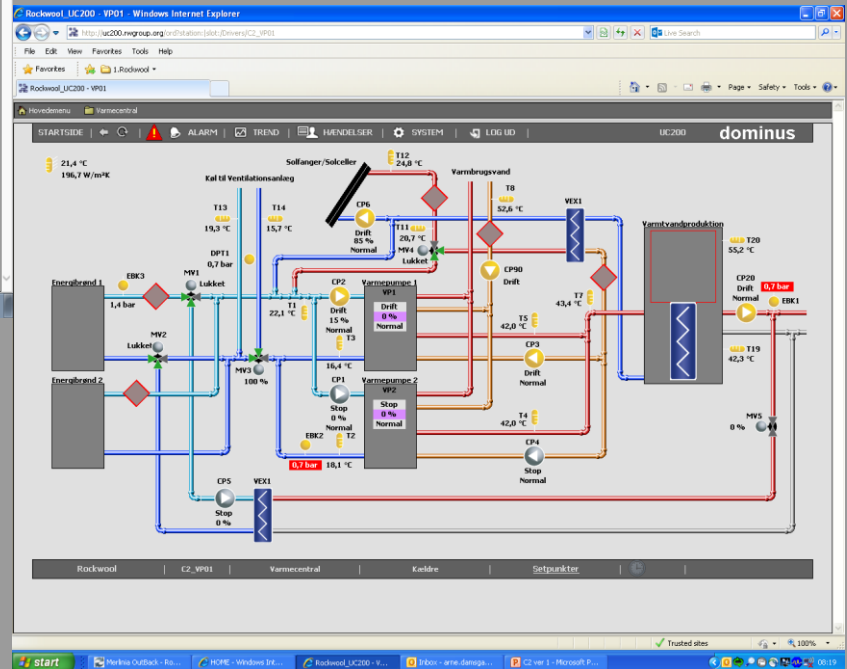 Rockwool_UC200 - VP01 - Windows Internet Explorer
http://uc200.rwgroup.org/ord?station:|slot:/Drivers/C2_VP01
Live Search
File Edit View Favorites Tools Help
Favorites 1.Rockwool
Rockwool_UC200 - VP01
Page Safety Tools
Hovedemenu Varmecentral
STARTSIDE | | ALARM | TREND | HÆNDELSER | SYSTEM | LOG UD | UC200 dominus
21,4 °C
196,7 W/m²K
Køl til Ventilationsanlæg
Solfanger/Solceller
T12
24,8 °C
Varmbrugsvand
T8
52,6 °C
T13
19,3 °C
T14
15,7 °C
CP6
Drift
85 %
Normal
T11
20,7 °C
MV4
Lukket
VEX1
Varmtvandproduktion
T20
55,2 °C
DPT1
0,7 bar
EBK3
1,4 bar
MV1
Lukket
CP90
Drift
T7
43,4 °C
CP20
Drift
Normal
0,7 bar
EBK1
Energibrønd 1
CP2
Drift
15 %
Normal
T1
22,1 °C
Varmepumpe 1
VP1
Drift
0 %
Normal
T5
42,0 °C
MV2
Lukket
MV3
100 %
T3
16,4 °C
CP3
Drift
Normal
T19
42,3 °C
Energibrønd 2
CP1
Stop
0 %
Normal
Varmepumpe 2
VP2
Stop
0 %
Normal
T4
42,0 °C
MV5
0 %
EBK2
0,7 bar
T2
18,1 °C
CP4
Stop
Normal
CP5
Stop
0 %
VEX1
Rockwool | C2_VP01 | Varmecentral | Kældre | Setpunkter | |
Trusted sites 100%
start Merlinia OutBack - Ro... HOME - Windows Int... Rockwool_UC200 - V... Inbox - arne.damsga... C2 ver 1 - Microsoft P... 08:19